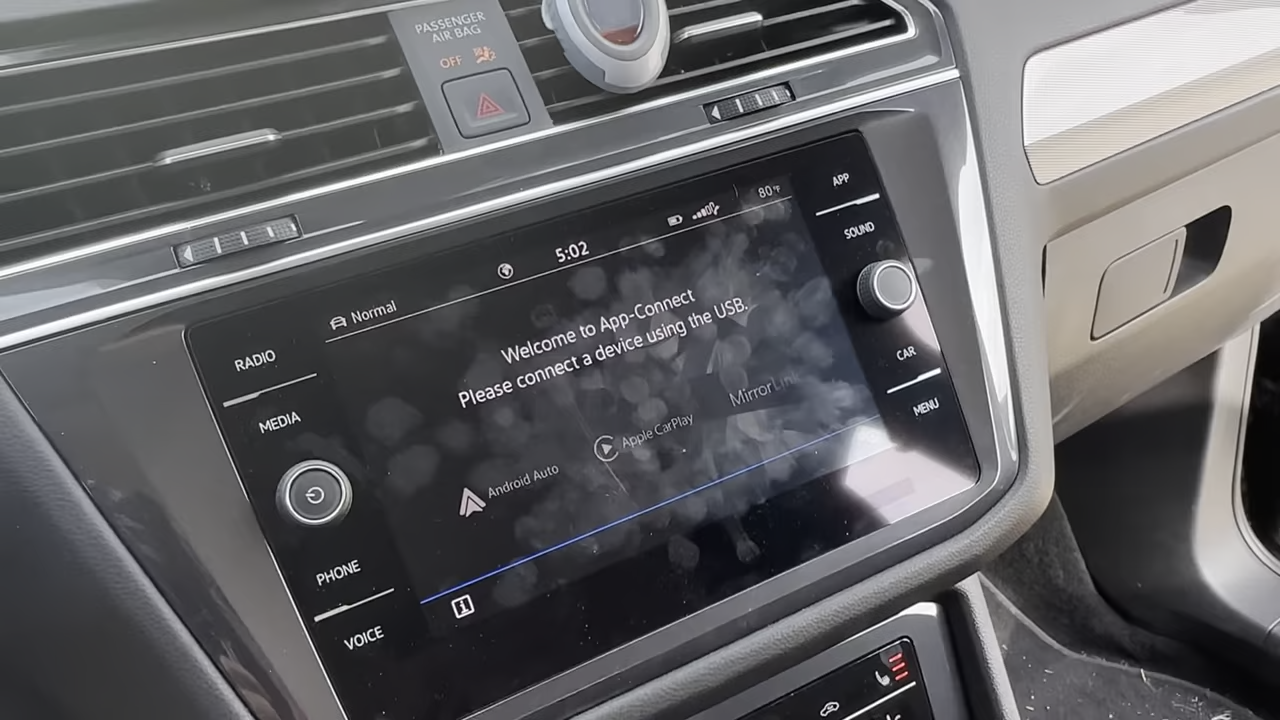 PASSENGER
AIR BAG
OFF
APP
80°F
SOUND
5:02
Normal
Welcome to App-Connect
Please connect a device using the USB.
RADIO
MEDIA
CAR
MENU
MirrorLink
Apple CarPlay
Android Auto
PHONE
VOICE